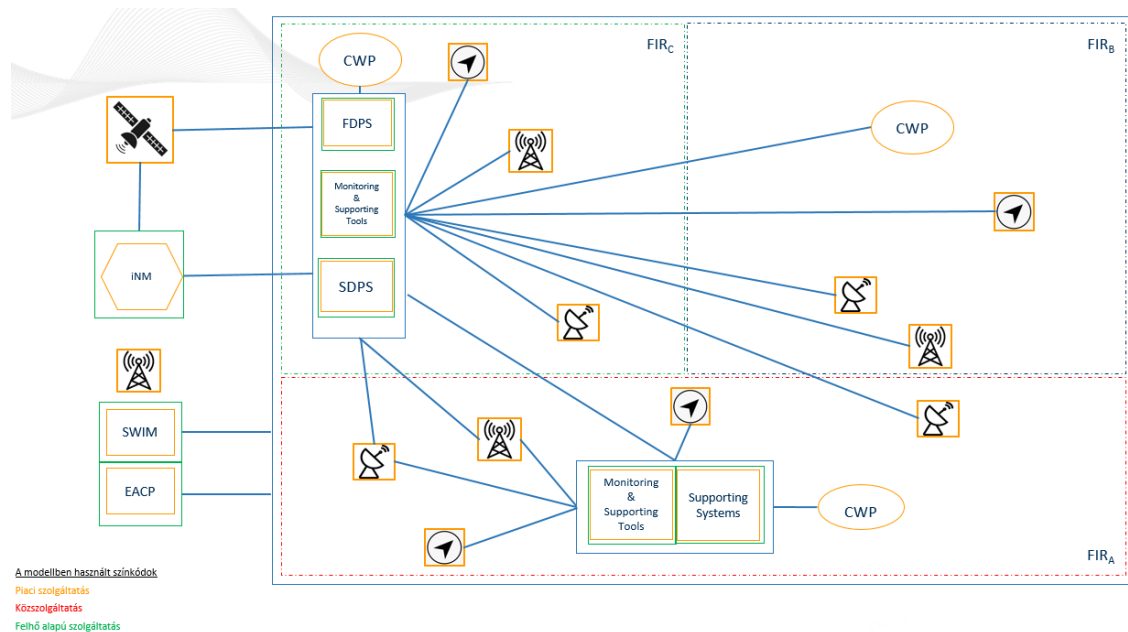 FIRC
FIRB
CWP
FDPS
CWP
Monitoring
&
Supporting
Tools
iNM
SDPS
SWIM
EACP
Monitoring
&
Supporting
Tools
Supporting
Systems
CWP
FIRA
A modellben használt színkódok
Piaci szolgáltatás
Közszolgáltatás
Felhő alapú szolgáltatás